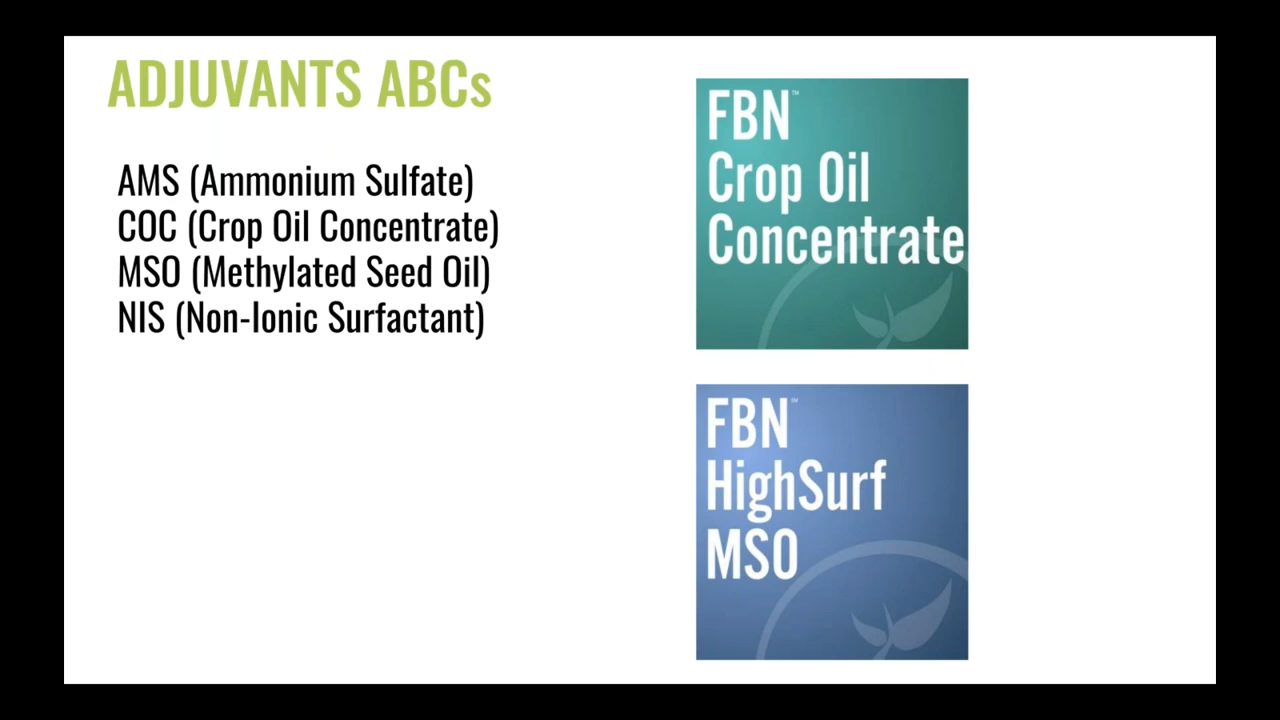 ADJUVANTS ABCs
AMS (Ammonium Sulfate)
COC (Crop Oil Concentrate)
MSO (Methylated Seed Oil)
NIS (Non-Ionic Surfactant)
FBN™
Crop Oil
Concentrate
FBN™
HighSurf
MSO